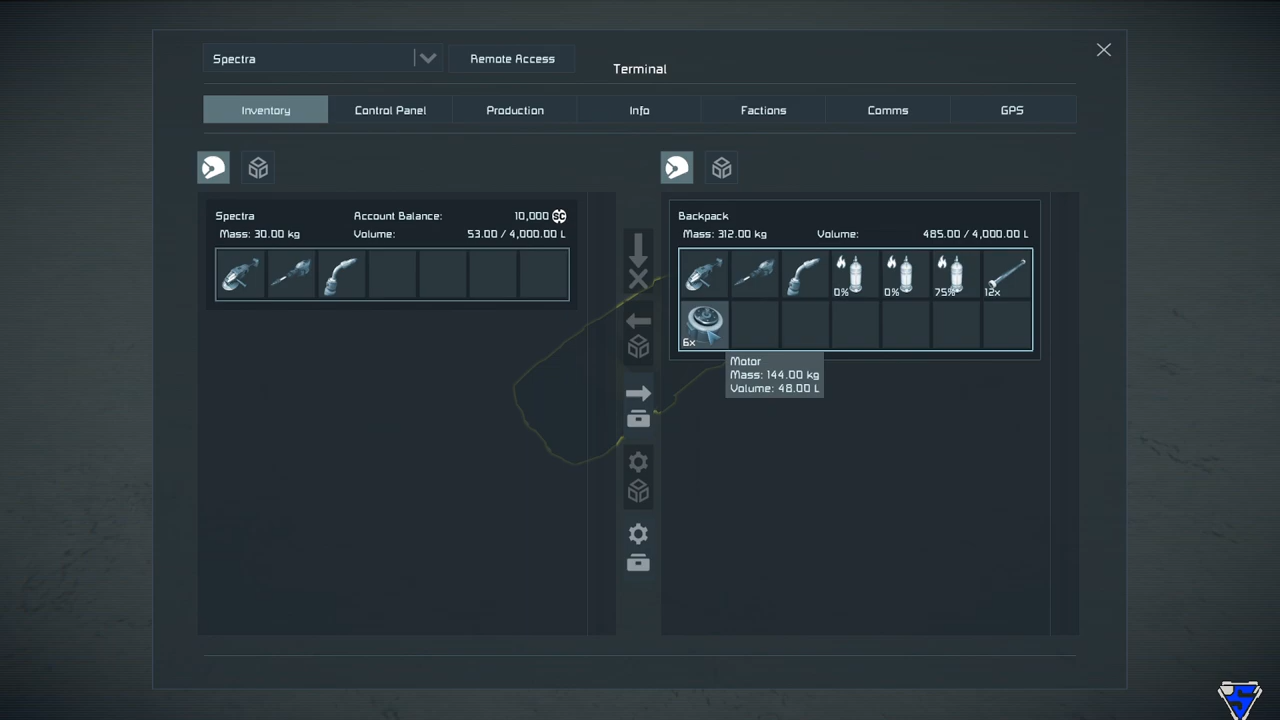 Spectra
Remote Access
Terminal
Inventory
Control Panel
Production
Info
Factions
Comms
GPS
Spectra
Account Balance:
10,000 SC
Mass: 30.00 kg
Volume:
53.00 / 4,000.00 L
Backpack
Mass: 312.00 kg
Volume:
485.00 / 4,000.00 L
0%
0%
75%
12x
6x
Motor
Mass: 144.00 kg
Volume: 48.00 L
S